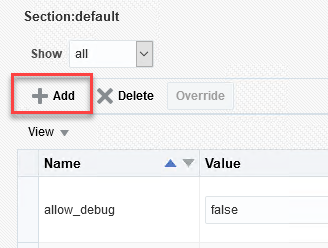 Section:default
Show all
Add Delete Override
View
Name Value
allow_debug false